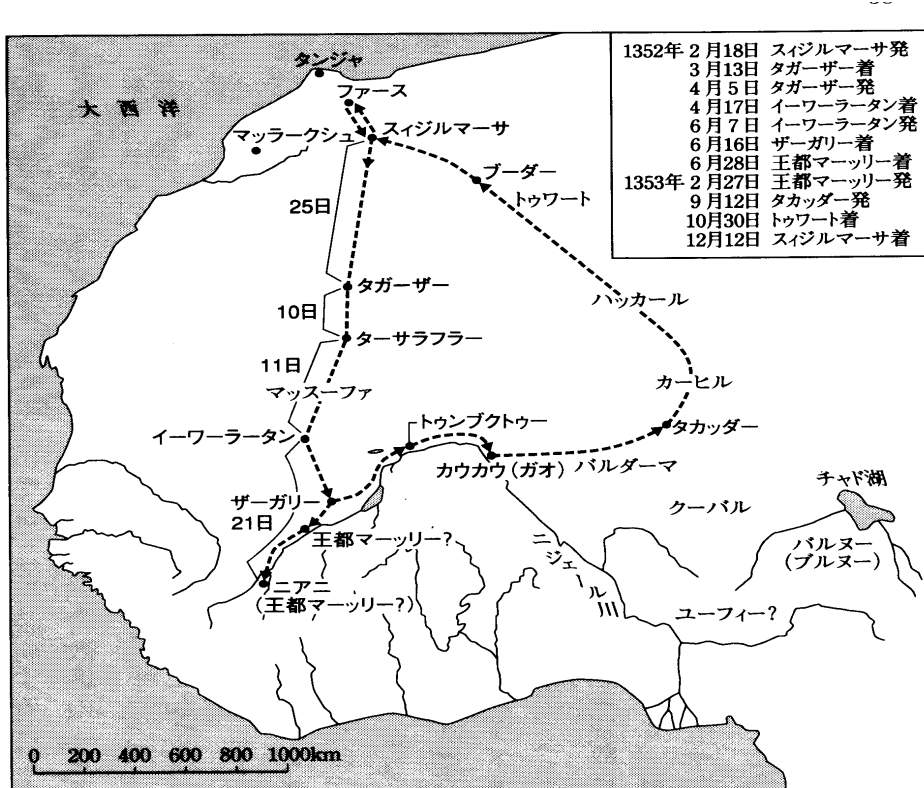 1352年 2月18日 スィジルマーサ発
3月13日 タガーザー着
4月 5日 タガーザー発
4月17日 イーワーラータン着
6月 7日 イーワーラータン発
6月16日 ザーガリー着
6月28日 王都マーッリー着
1353年 2月27日 王都マーッリー発
9月12日 タカッダー発
10月30日 トゥワート着
12月12日 スィジルマーサ着
タンジャ
大西洋
ファース
マッラークシュ
スィジルマーサ
ブーダー
トゥワート
25日
タガーザー
ハッカール
10日
ターサラフラー
11日
マッスーファ
カーヒル
イーワーラータン
トゥンブクトゥー
タカッダー
カウカウ(ガオ)
バルダーマ
チャド湖
ザーガリー
21日
クーバル
王都マーッリー?
ニジェール川
バルヌー
(ブルヌー)
ニアニ
(王都マーッリー?)
ユーフィー?
0 200 400 600 800 1000km